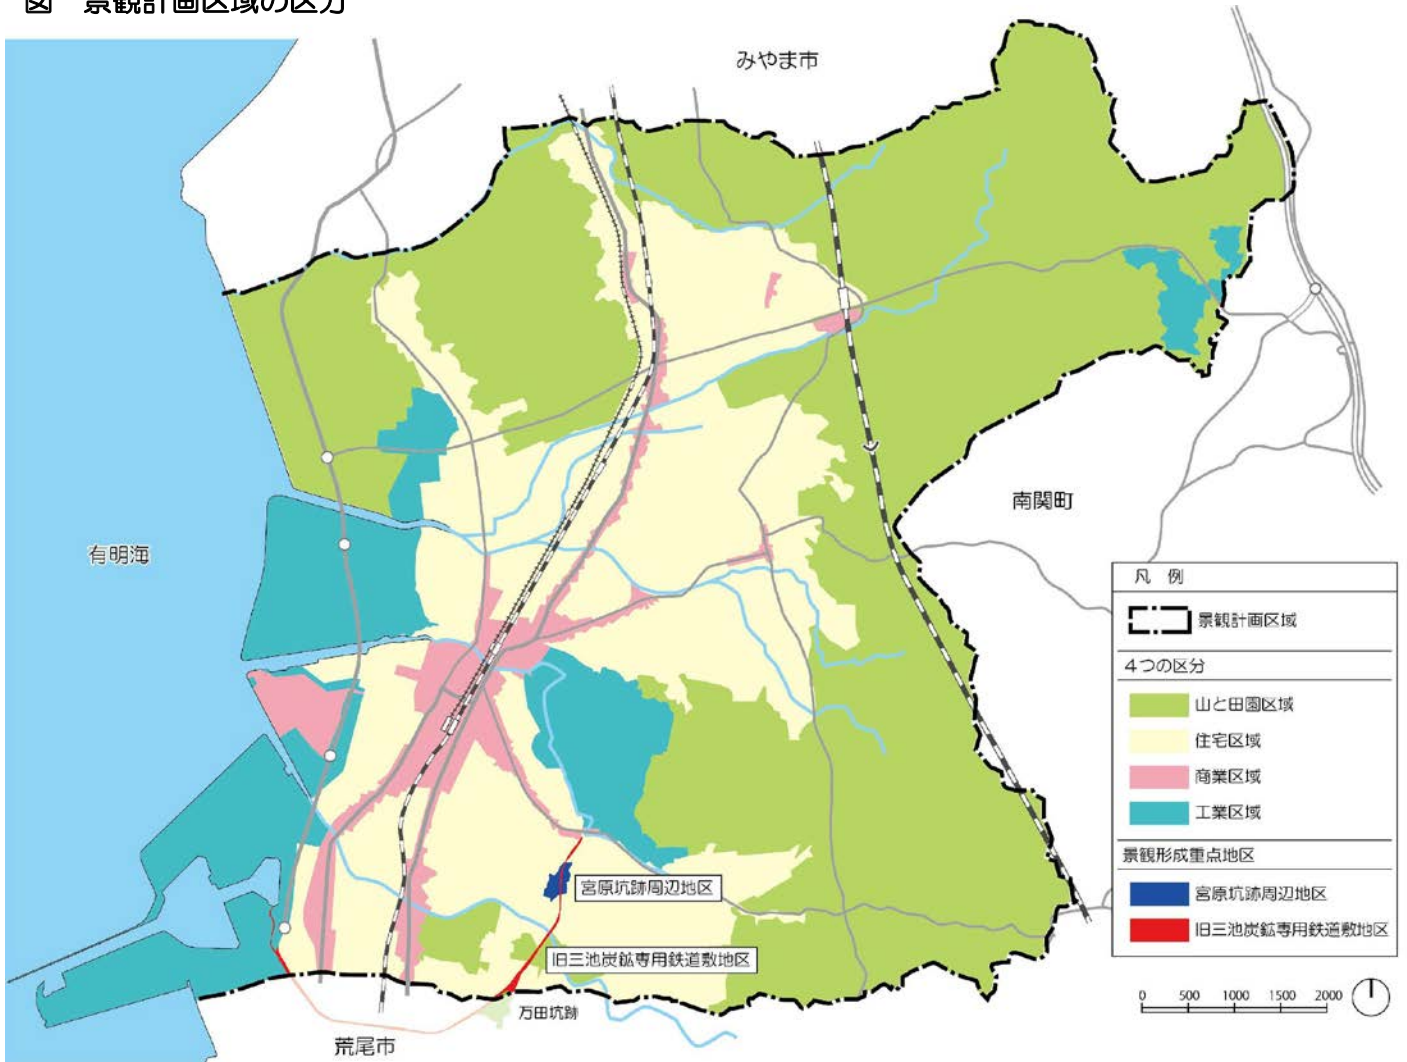 図 景観計画区域の区分
みやま市
有明海
南関町
凡 例
景観計画区域
4つの区分
山と田園区域
住宅区域
商業区域
工業区域
景観形成重点地区
宮原坑跡周辺地区
旧三池炭鉱専用鉄道敷地区
宮原坑跡周辺地区
旧三池炭鉱専用鉄道敷地区
万田坑跡
荒尾市
0 500 1000 1500 2000